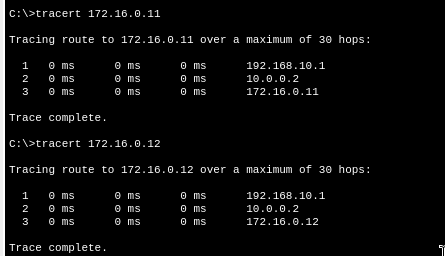 C:\>tracert 172.16.0.11
Tracing route to 172.16.0.11 over a maximum of 30 hops:
1 0 ms 0 ms 0 ms 192.168.10.1
2 0 ms 0 ms 0 ms 10.0.0.2
3 0 ms 0 ms 0 ms 172.16.0.11
Trace complete.
C:\>tracert 172.16.0.12
Tracing route to 172.16.0.12 over a maximum of 30 hops:
1 0 ms 0 ms 0 ms 192.168.10.1
2 0 ms 0 ms 0 ms 10.0.0.2
3 0 ms 0 ms 0 ms 172.16.0.12
Trace complete.